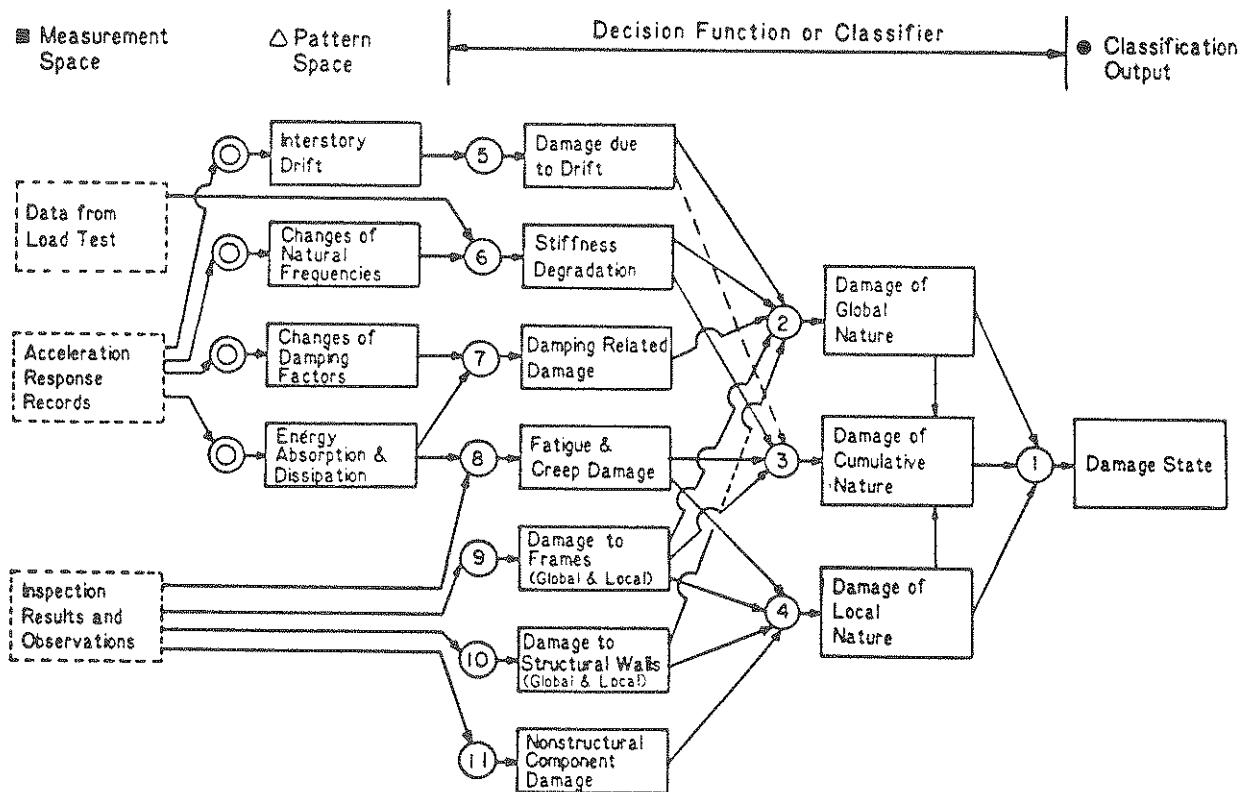 ■ Measurement
Space
△ Pattern
Space
Decision Function or Classifier
● Classification
Output
Interstory
Drift
5
Damage due
to Drift
Data from
Load Test
Changes of
Natural
Frequencies
6
Stiffness
Degradation
2
Damage of
Global
Nature
Acceleration
Response
Records
Changes of
Damping
Factors
7
Damping Related
Damage
Energy
Absorption &
Dissipation
8
Fatigue &
Creep Damage
3
Damage of
Cumulative
Nature
1
Damage State
Inspection
Results and
Observations
9
Damage to
Frames
(Global & Local)
4
Damage of
Local
Nature
10
Damage to
Structural Walls
(Global & Local)
11
Nonstructural
Component
Damage